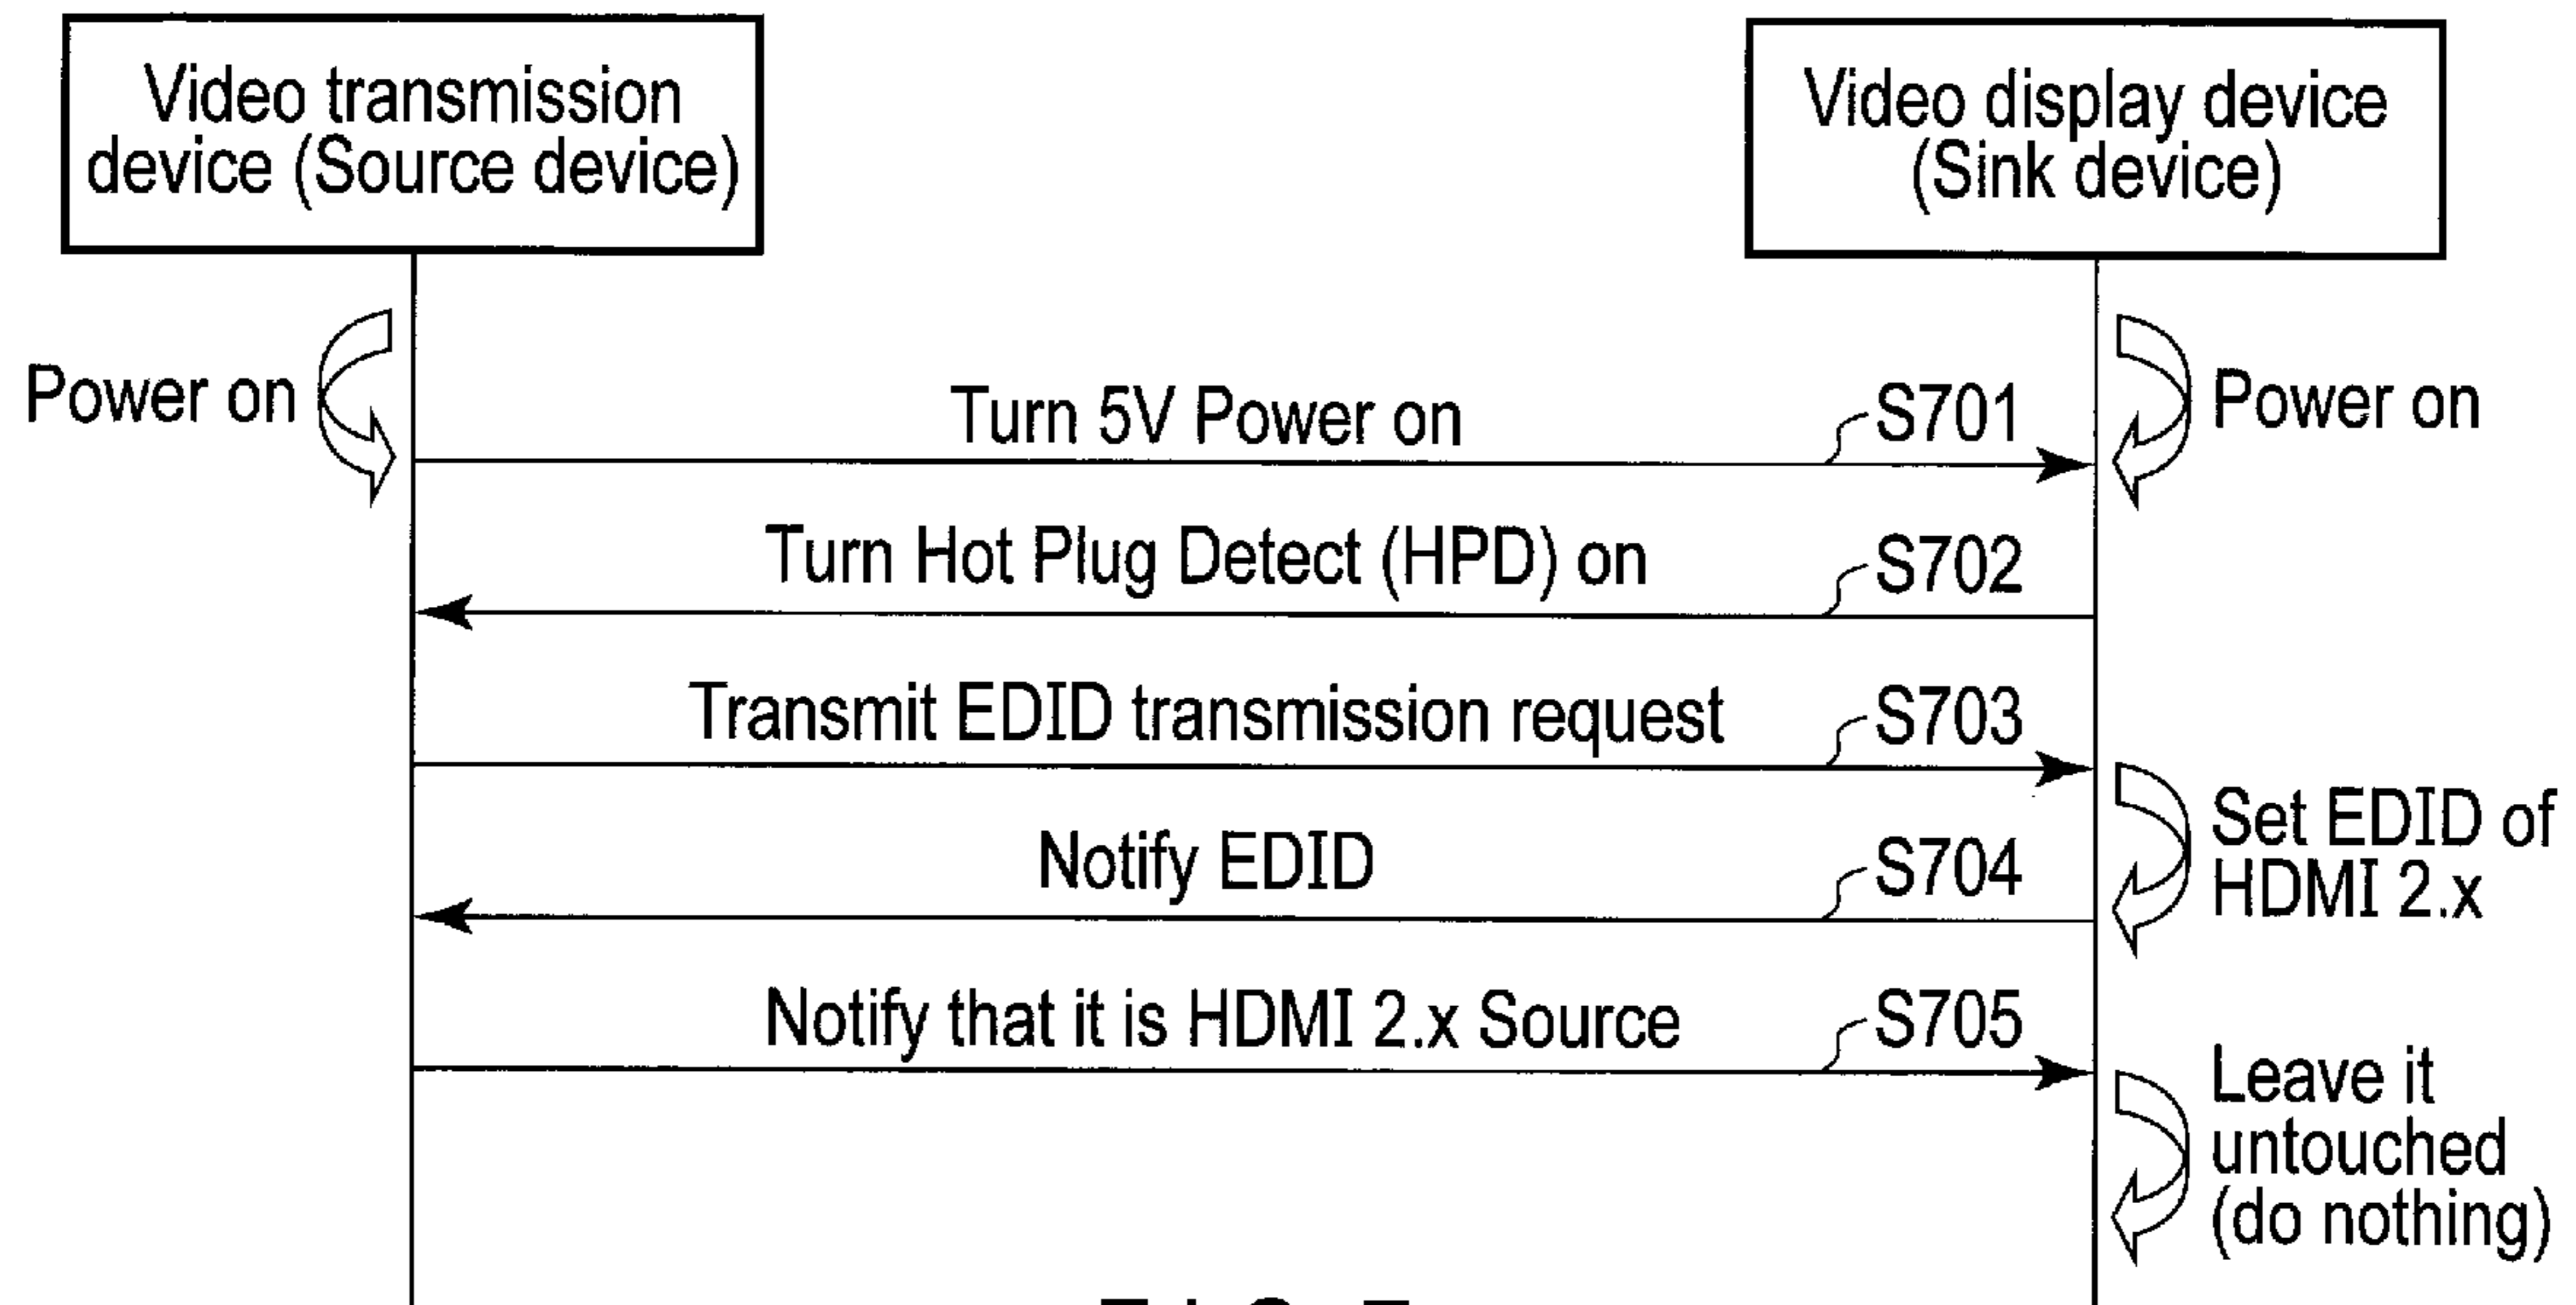 Video transmission
device (Source device)
Video display device
(Sink device)
Power on
Turn 5V Power on
S701
Power on
Turn Hot Plug Detect (HPD) on
S702
Transmit EDID transmission request
S703
Set EDID of
HDMI 2.x
Notify EDID
S704
Notify that it is HDMI 2.x Source
S705
Leave it
untouched
(do nothing)